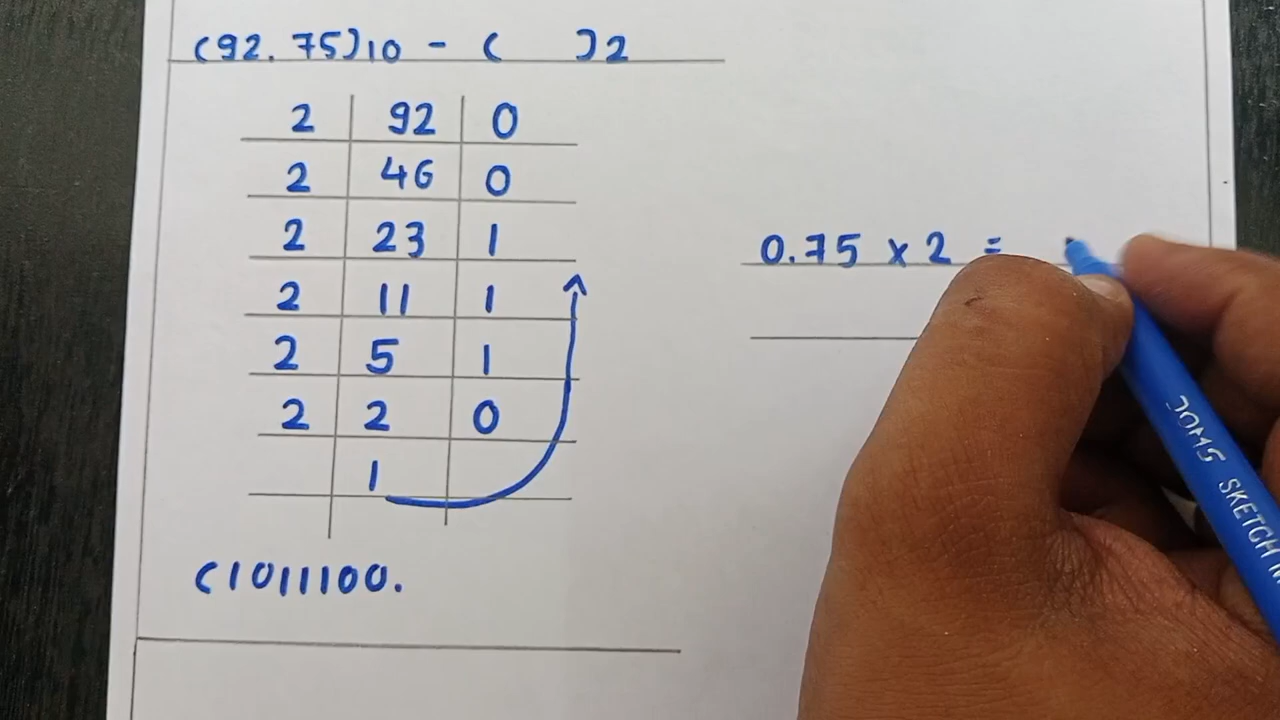 (92.75)10 - (      )2
2 92 0
2 46 0
2 23 1
2 11 1
2 5 1
2 2 0
1
(1011100.
0.75 x 2 =
DOMS SKETCH